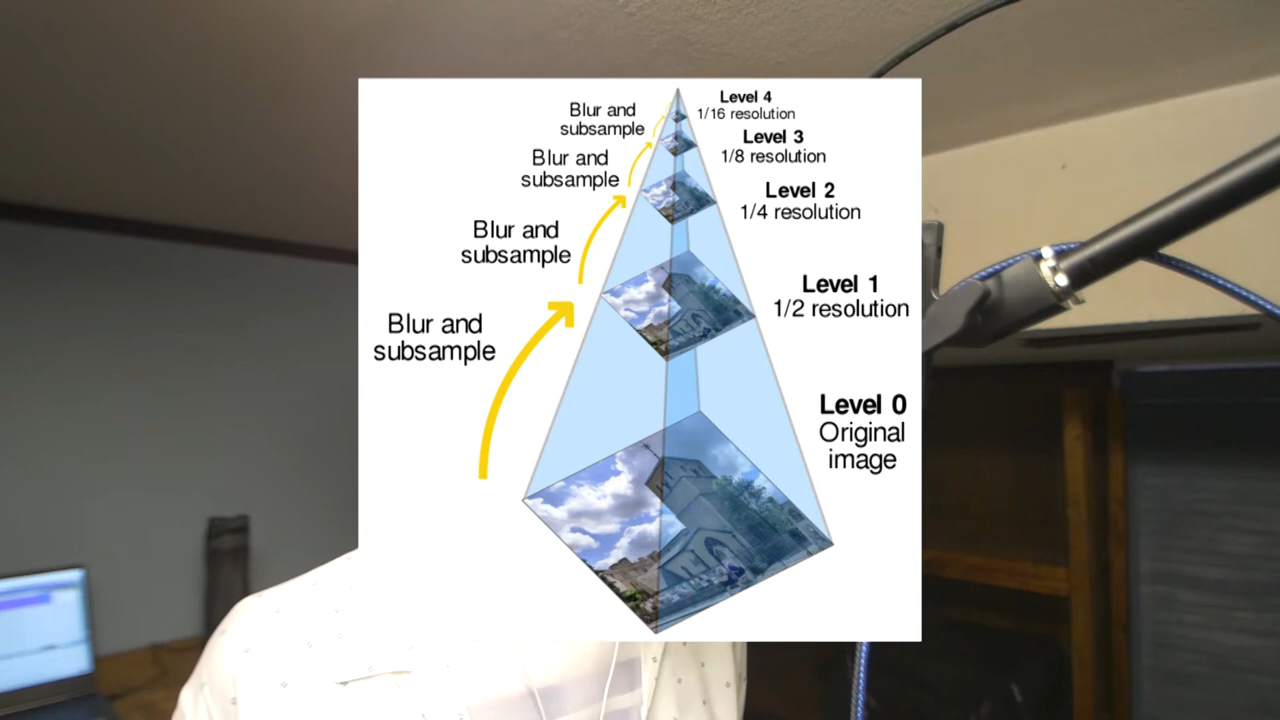 Level 4
1/16 resolution
Blur and
subsample
Level 3
1/8 resolution
Blur and
subsample
Level 2
1/4 resolution
Blur and
subsample
Level 1
1/2 resolution
Blur and
subsample
Level 0
Original
image